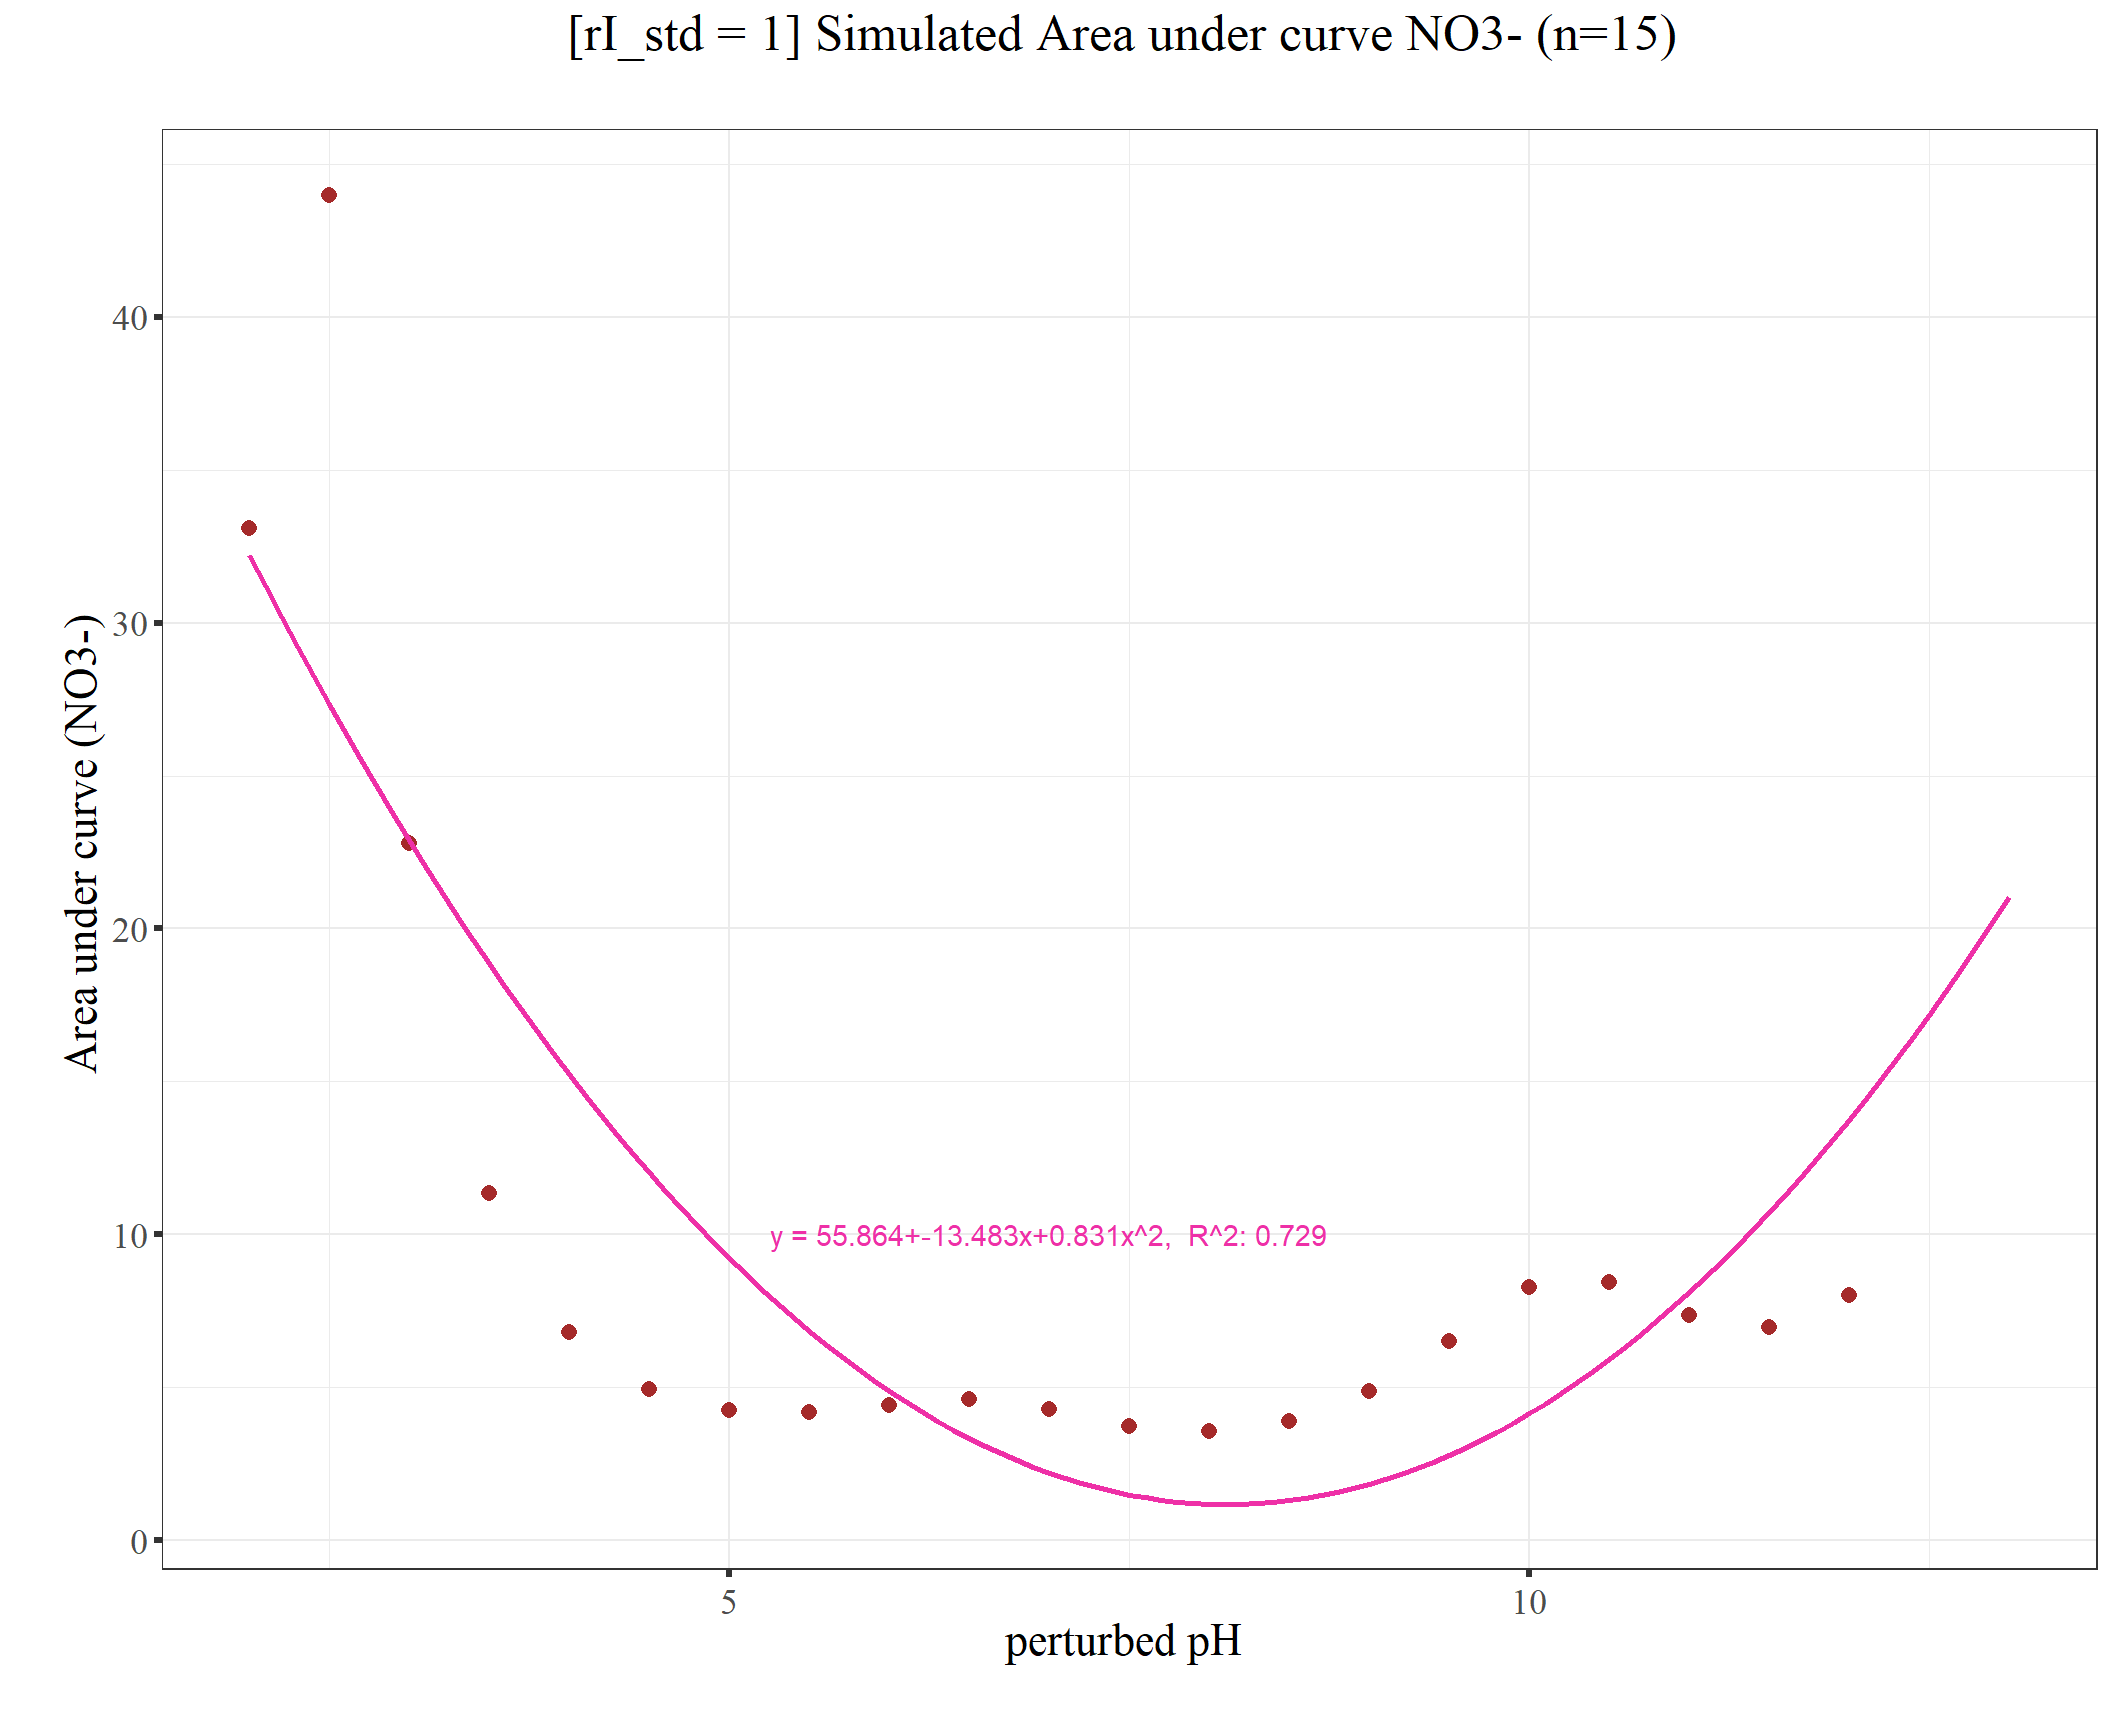 [rI_std = 1] Simulated Area under curve NO3- (n=15)
Area under curve (NO3-)
40
30
20
10
0
y = 55.864+-13.483x+0.831x^2,  R^2: 0.729
5
10
perturbed pH